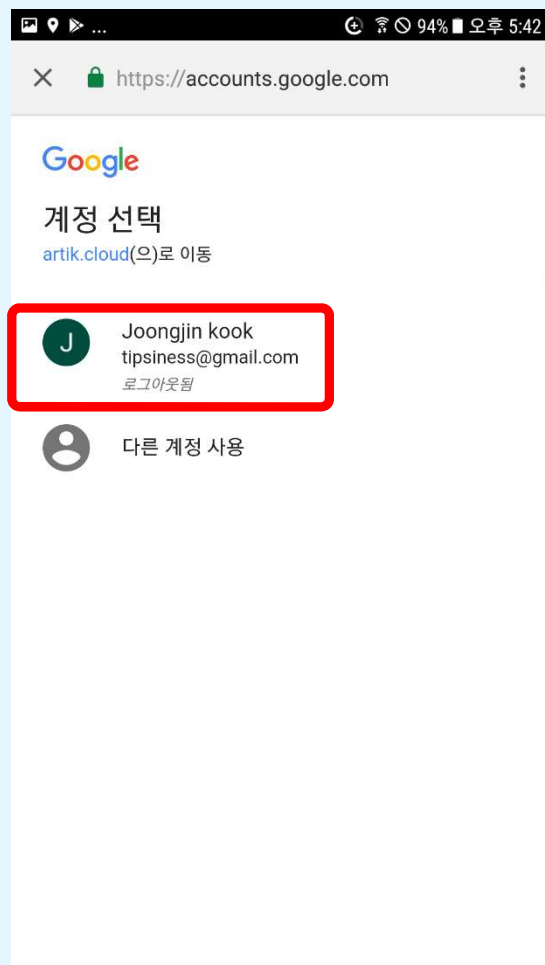 ... 94% 오후 5:42
https://accounts.google.com
Google
계정 선택
artik.cloud(으)로 이동
J
Joongjin kook
tipsiness@gmail.com
로그아웃됨
다른 계정 사용